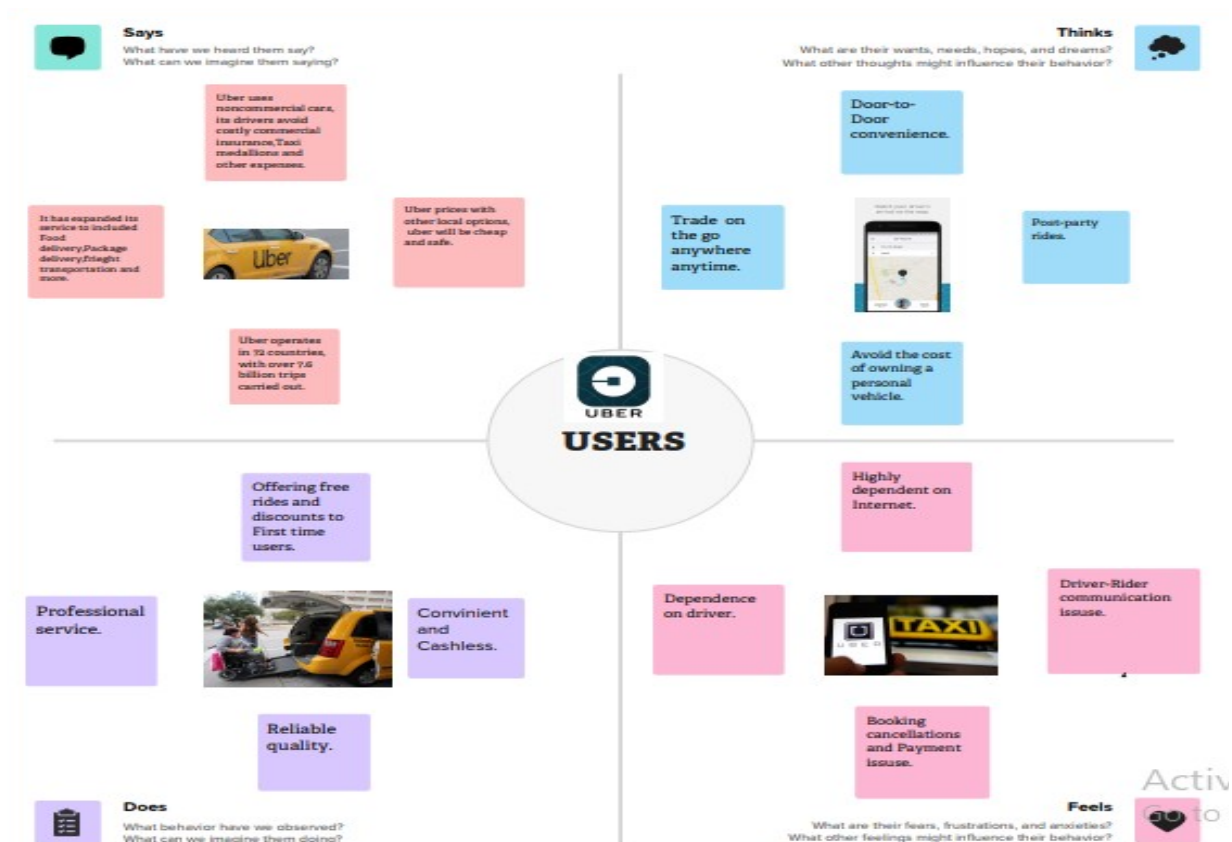 Says
What have we heard them say?
What can we imagine them saying?
Thinks
What are their wants, needs, hopes, and dreams?
What other thoughts might influence their behavior?
Uber uses
noncommercial cars,
its drivers avoid
costly commercial
insurance,Taxi
medallions and
other expenses.
It has expanded its
service to included
Food
delivery,Package
delivery,frieght
transportation and
more.
Uber
Uber prices with
other local options,
uber will be cheap
and safe.
Uber operates
in 72 countries,
with over 7.6
billion trips
carried out.
Door-to-
Door
convenience.
Trade on
the go
anywhere
anytime.
Post-party
rides.
Avoid the cost
of owning a
personal
vehicle.
UBER
USERS
Offering free
rides and
discounts to
First time
users.
Professional
service.
Convinient
and
Cashless.
Reliable
quality.
Highly
dependent on
Internet.
Dependence
on driver.
UBER
TAXI
Driver-Rider
communication
issuse.
Booking
cancellations
and Payment
issuse.
Does
What behavior have we observed?
What can we imagine them doing?
Feels
What are their fears, frustrations, and anxieties?
What other feelings might influence their behavior?
Activ
Go to